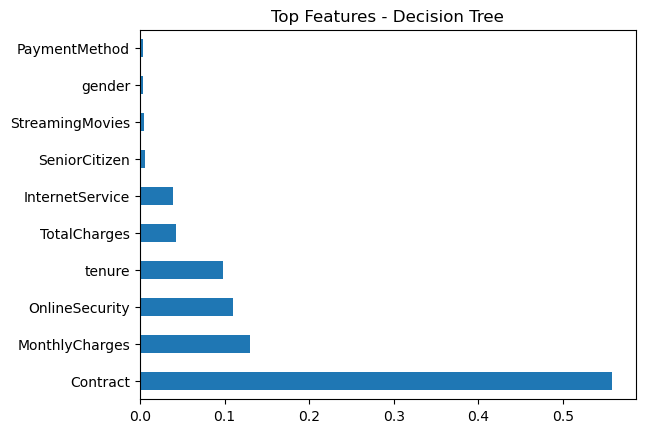 Top Features - Decision Tree
PaymentMethod
gender
StreamingMovies
SeniorCitizen
InternetService
TotalCharges
tenure
OnlineSecurity
MonthlyCharges
Contract
0.0 0.1 0.2 0.3 0.4 0.5